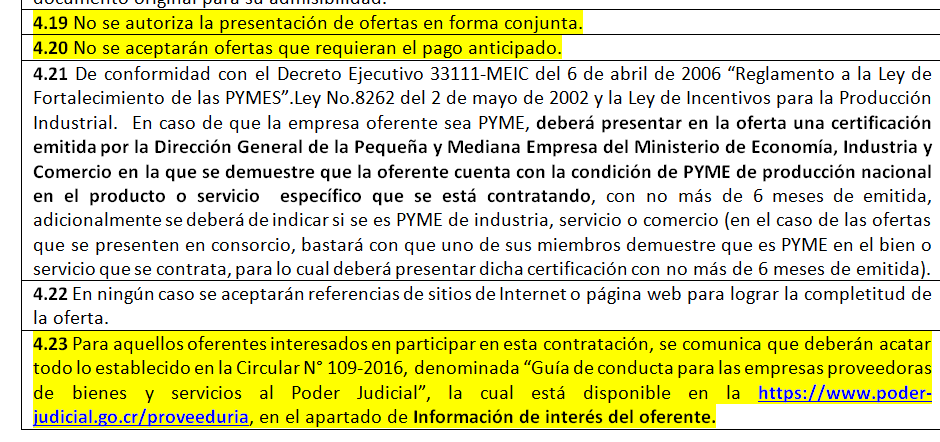 documento original para su admisibilidad.
4.19 No se autoriza la presentación de ofertas en forma conjunta.
4.20 No se aceptarán ofertas que requieran el pago anticipado.
4.21 De conformidad con el Decreto Ejecutivo 33111-MEIC del 6 de abril de 2006 “Reglamento a la Ley de
Fortalecimiento de las PYMES”.Ley No.8262 del 2 de mayo de 2002 y la Ley de Incentivos para la Producción
Industrial. En caso de que la empresa oferente sea PYME, deberá presentar en la oferta una certificación
emitida por la Dirección General de la Pequeña y Mediana Empresa del Ministerio de Economía, Industria y
Comercio en la que se demuestre que la oferente cuenta con la condición de PYME de producción nacional
en el producto o servicio específico que se está contratando, con no más de 6 meses de emitida,
adicionalmente se deberá de indicar si se es PYME de industria, servicio o comercio (en el caso de las ofertas
que se presenten en consorcio, bastará con que uno de sus miembros demuestre que es PYME en el bien o
servicio que se contrata, para lo cual deberá presentar dicha certificación con no más de 6 meses de emitida).
4.22 En ningún caso se aceptarán referencias de sitios de Internet o página web para lograr la completitud de
la oferta.
4.23 Para aquellos oferentes interesados en participar en esta contratación, se comunica que deberán acatar
todo lo establecido en la Circular N° 109-2016, denominada “Guía de conducta para las empresas proveedoras
de bienes y servicios al Poder Judicial”, la cual está disponible en la https://www.poder-
judicial.go.cr/proveeduria, en el apartado de Información de interés del oferente.